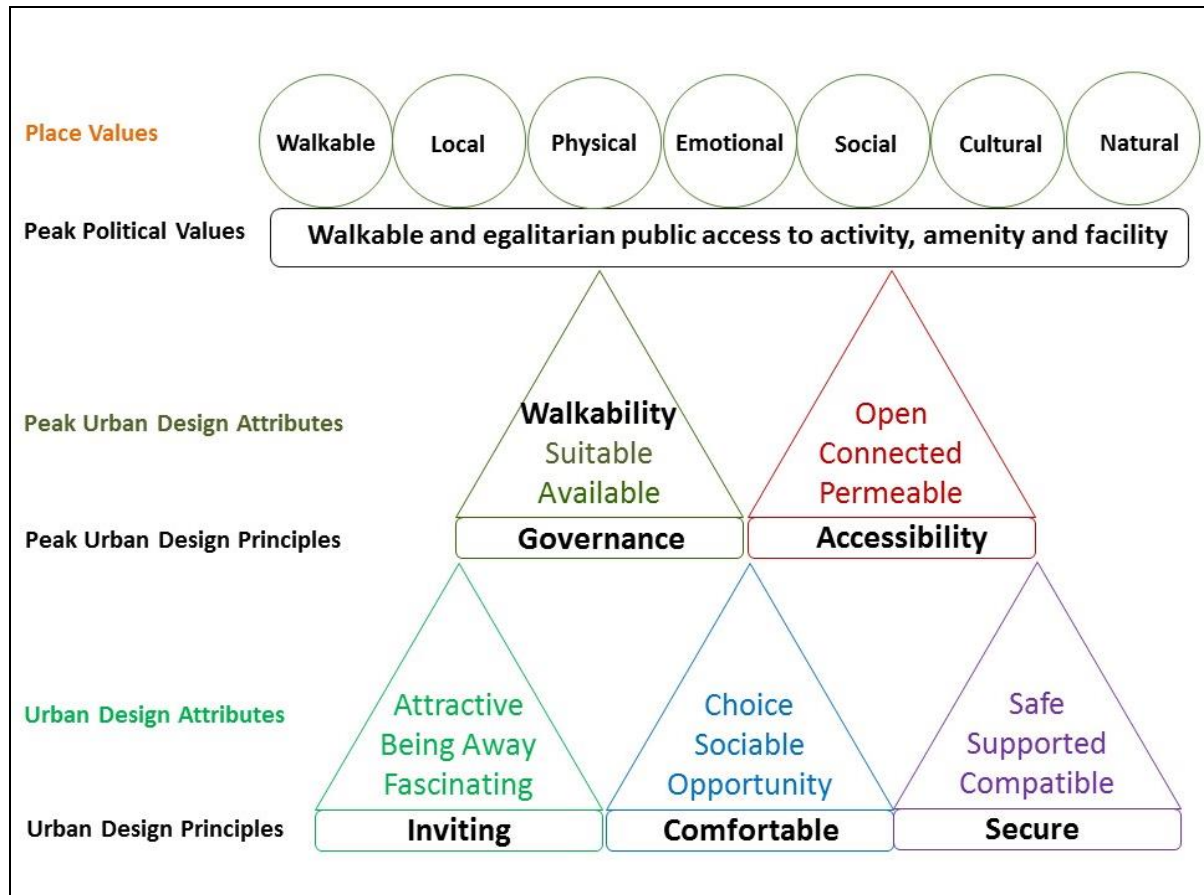 Place Values
Walkable
Local
Physical
Emotional
Social
Cultural
Natural
Peak Political Values
Walkable and egalitarian public access to activity, amenity and facility
Peak Urban Design Attributes
Walkability
Suitable
Available
Open
Connected
Permeable
Peak Urban Design Principles
Governance
Accessibility
Urban Design Attributes
Attractive
Being Away
Fascinating
Choice
Sociable
Opportunity
Safe
Supported
Compatible
Urban Design Principles
Inviting
Comfortable
Secure